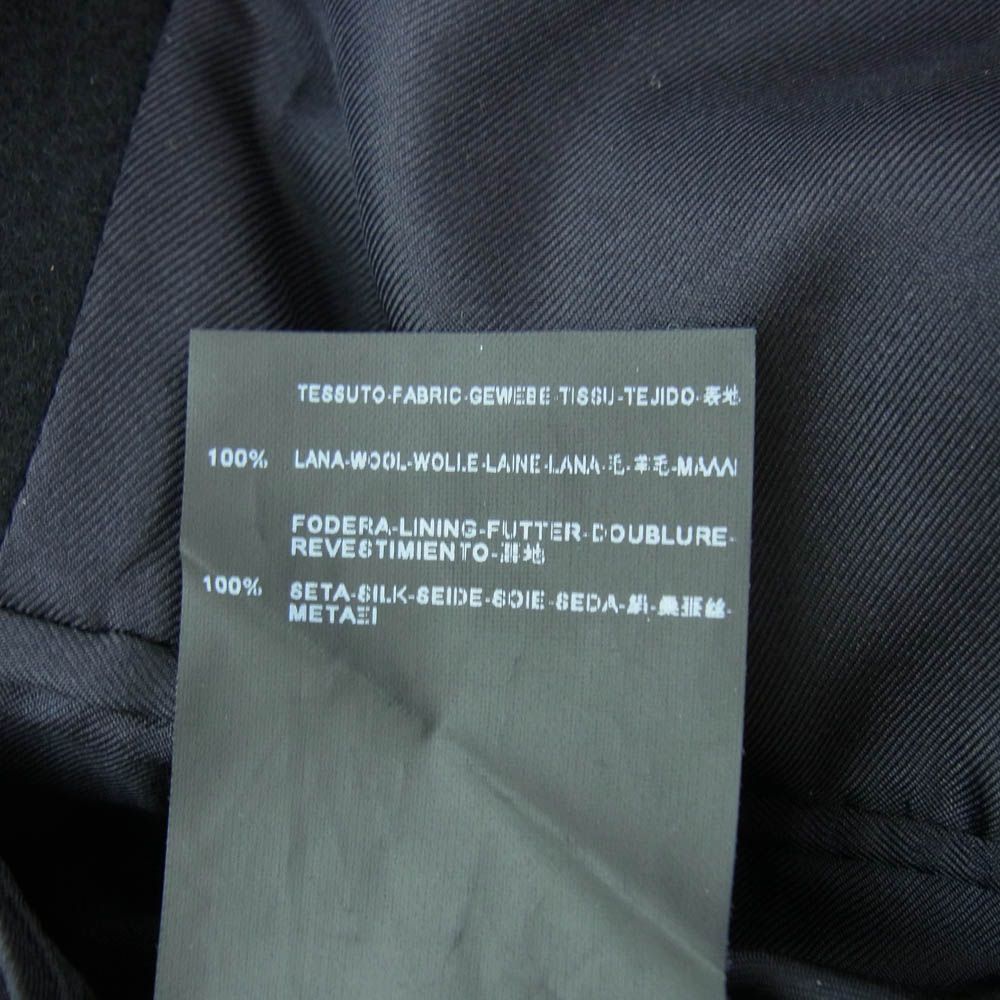 TESSUTO-FABRIC-GEWEBE-TISSU-TEJIDO-表地
100% LANA-WOOL-WOLLE-LAINE-LANA-毛-羊毛-ΜΑΛΛΙ
FODERA-LINING-FUTTER-DOUBLURE-
REVESTIMIENTO-裏地
100% SETA-SILK-SEIDE-SOIE-SEDA-絹-桑蚕丝-
ΜΕΤΑΞΙ